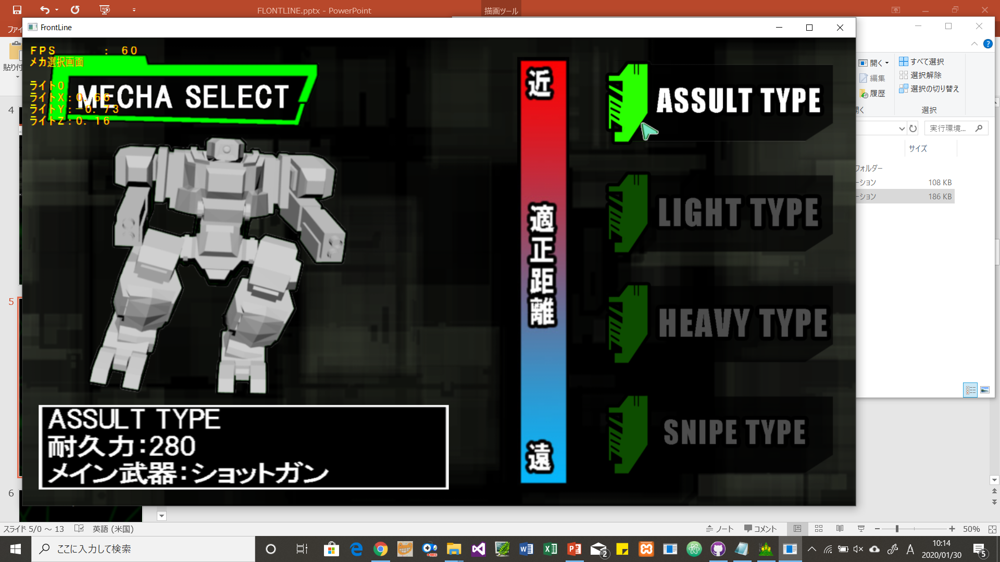 FLONTLINE.pptx - PowerPoint
描画ツール
ファイ
FrontLine
貼り付
FPS : 60
メカ選択画面
ライト0
ライトX:0.66
ライトY:-0.73
ライトZ:0.16
MECHA SELECT
近
適正距離
遠
ASSULT TYPE
LIGHT TYPE
HEAVY TYPE
SNIPE TYPE
ASSULT TYPE
耐久力:280
メイン武器:ショットガン
開く
編集
履歴
すべて選択
選択解除
選択の切り替え
開く
選択
実行環境...
サイズ
フォルダー
ーション 108 KB
ーション 186 KB
4
5
6
スライド 5/0 ～ 13
英語 (米国)
ノート
コメント
50%
ここに入力して検索
REC
2
A
10:14
2020/01/30
5